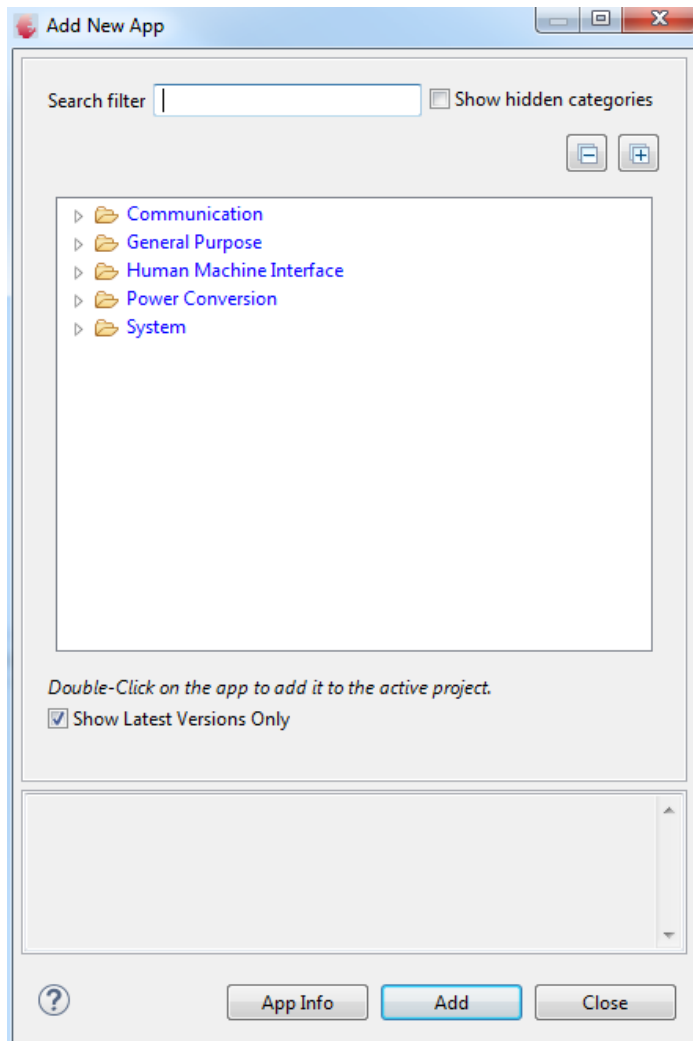 Add New App
Search filter
Show hidden categories
Communication
General Purpose
Human Machine Interface
Power Conversion
System
Double-Click on the app to add it to the active project.
Show Latest Versions Only
App Info
Add
Close